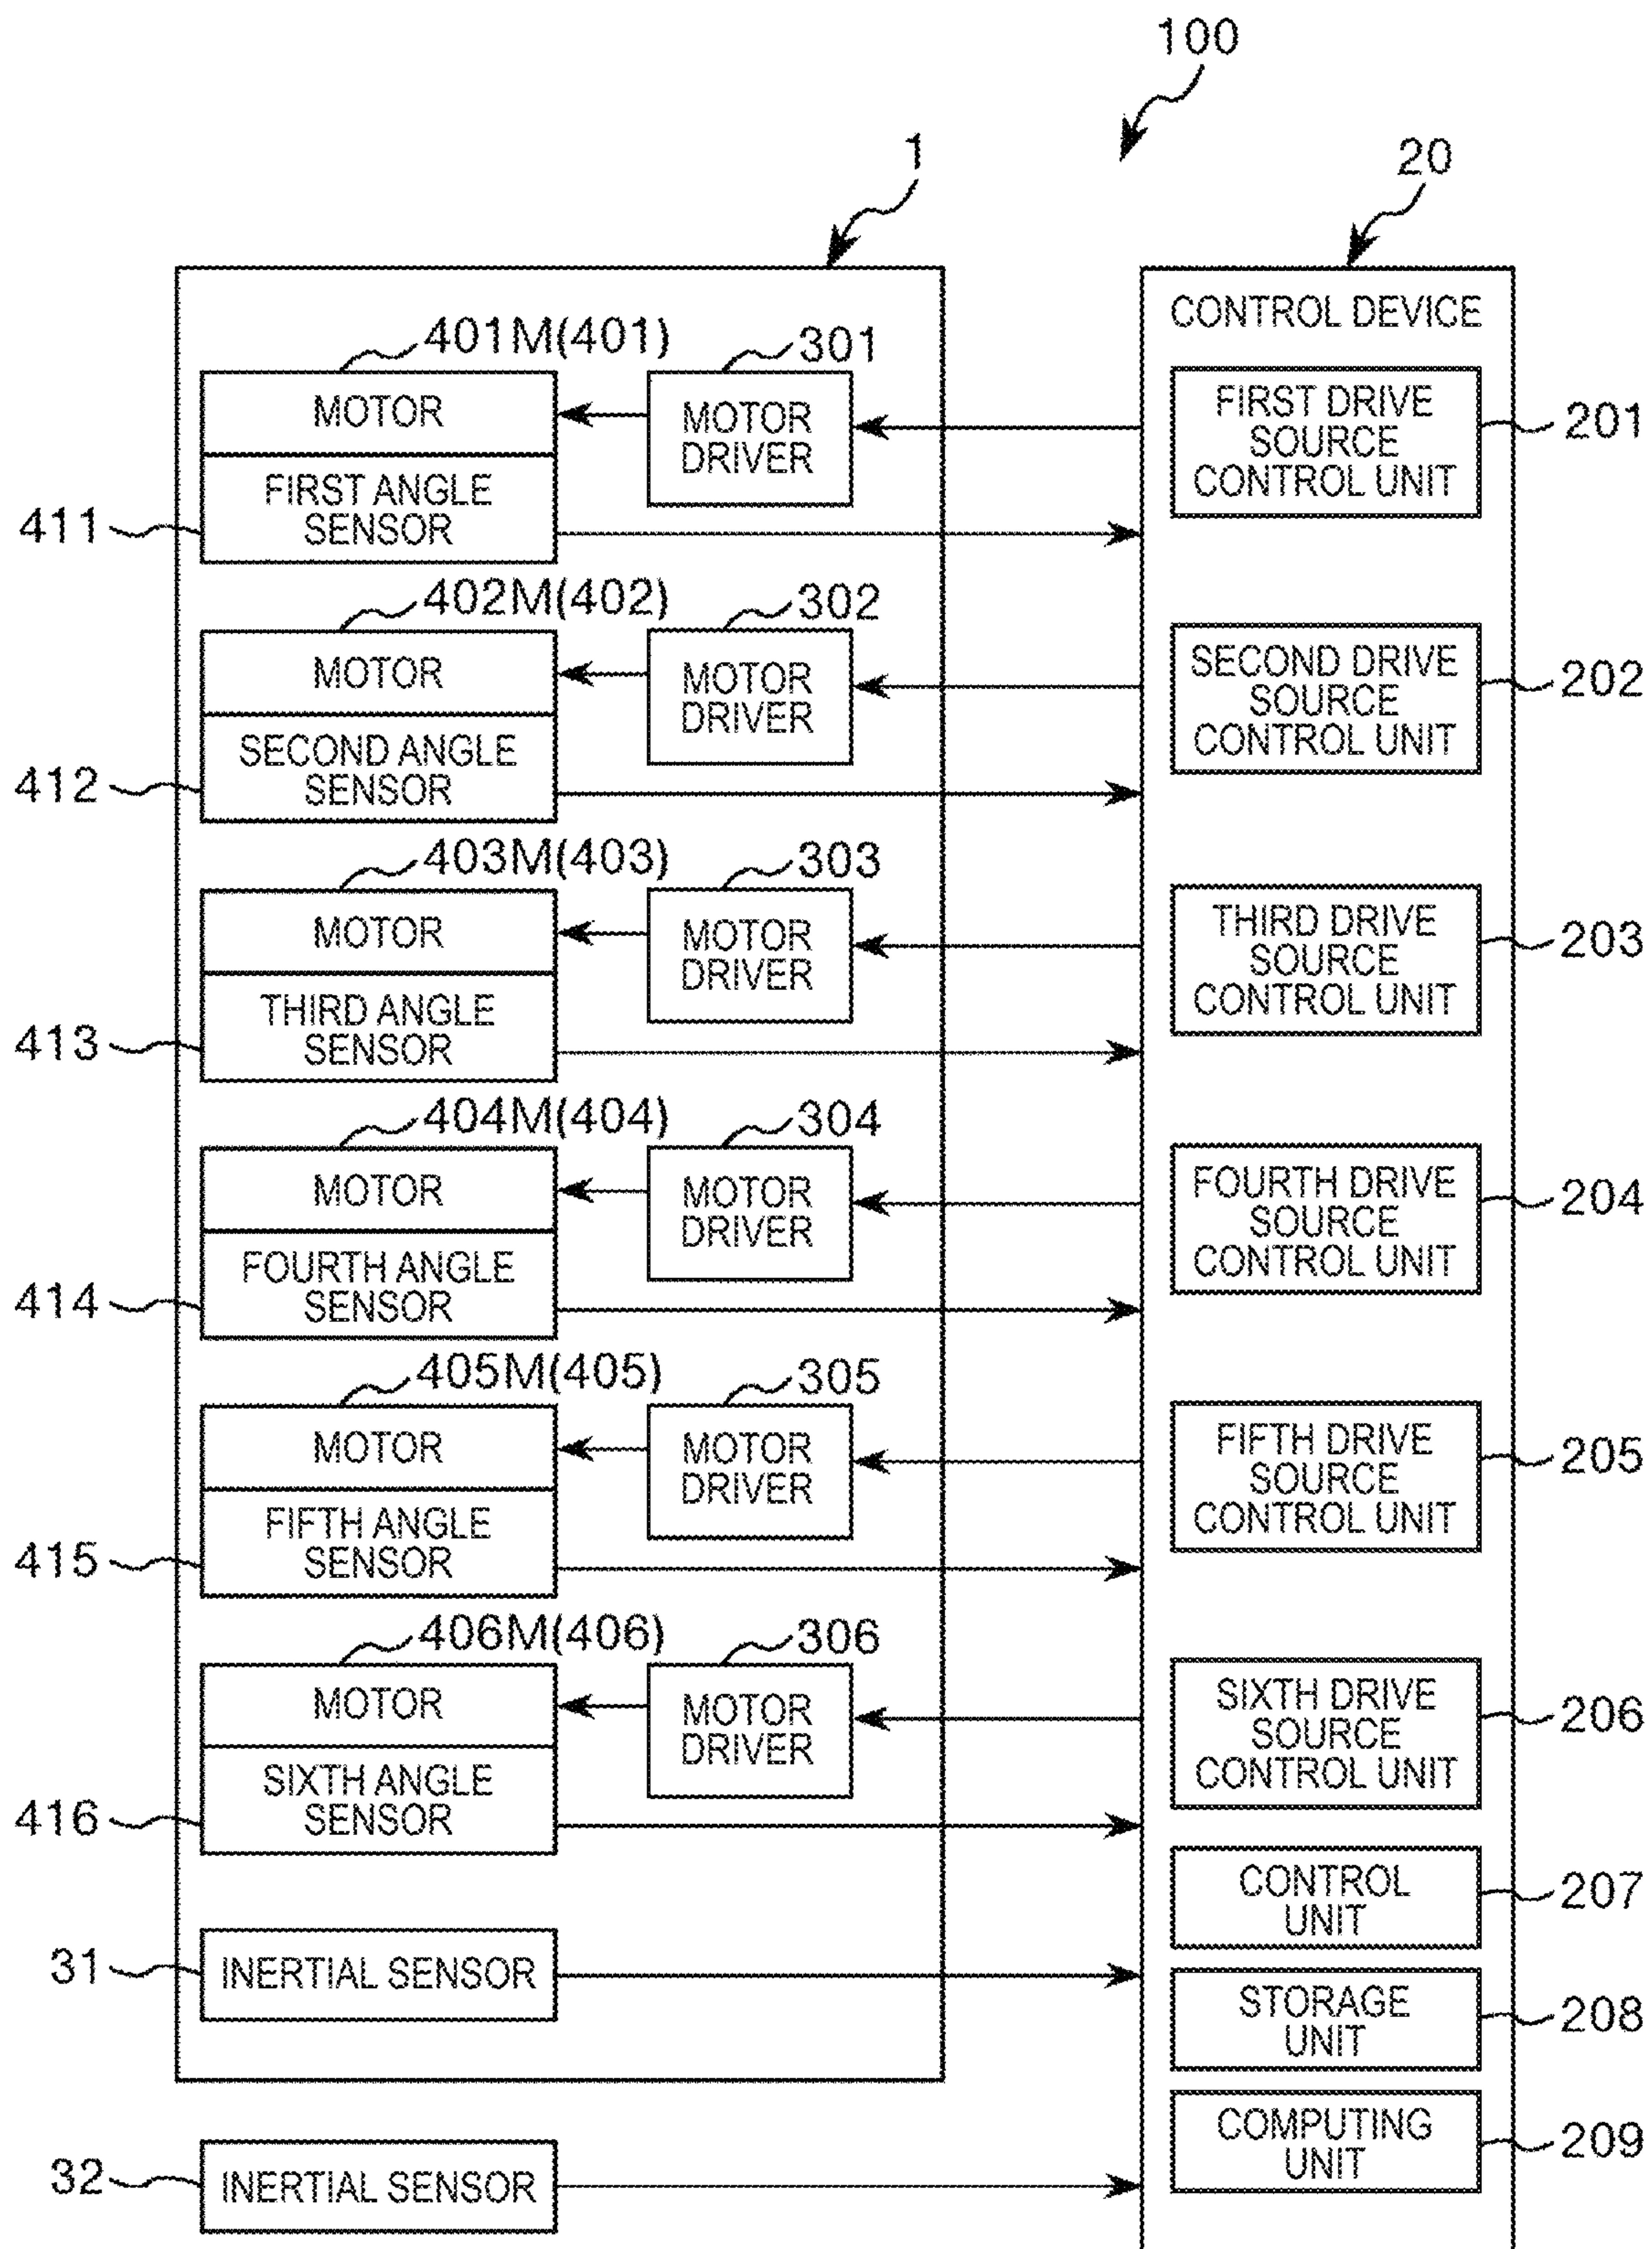 100
1
20
CONTROL DEVICE
401M(401)
301
MOTOR
MOTOR
DRIVER
FIRST DRIVE
SOURCE
CONTROL UNIT
201
FIRST ANGLE
SENSOR
411
402M(402)
302
MOTOR
MOTOR
DRIVER
SECOND DRIVE
SOURCE
CONTROL UNIT
202
SECOND ANGLE
SENSOR
412
403M(403)
303
MOTOR
MOTOR
DRIVER
THIRD DRIVE
SOURCE
CONTROL UNIT
203
THIRD ANGLE
SENSOR
413
404M(404)
304
MOTOR
MOTOR
DRIVER
FOURTH DRIVE
SOURCE
CONTROL UNIT
204
FOURTH ANGLE
SENSOR
414
405M(405)
305
MOTOR
MOTOR
DRIVER
FIFTH DRIVE
SOURCE
CONTROL UNIT
205
FIFTH ANGLE
SENSOR
415
406M(406)
306
MOTOR
MOTOR
DRIVER
SIXTH DRIVE
SOURCE
CONTROL UNIT
206
SIXTH ANGLE
SENSOR
416
CONTROL
UNIT
207
31
INERTIAL SENSOR
STORAGE
UNIT
208
COMPUTING
UNIT
209
32
INERTIAL SENSOR